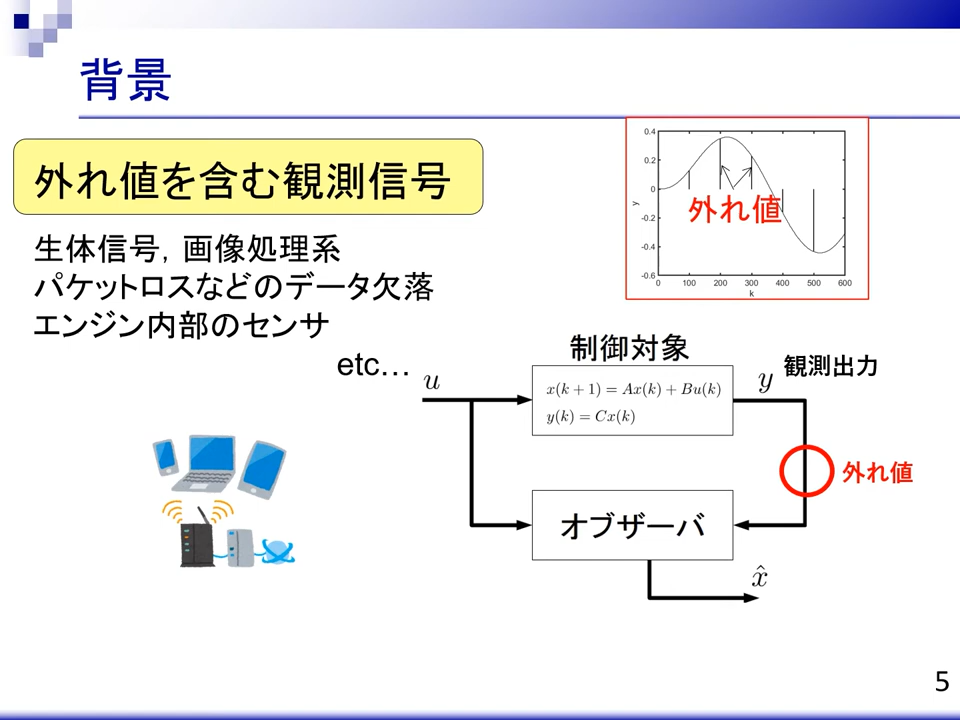 背景
外れ値を含む観測信号
生体信号，画像処理系
パケットロスなどのデータ欠落
エンジン内部のセンサ
etc…
0.4
0.2
0
-0.2
-0.4
-0.6
y
外れ値
0 100 200 300 400 500 600
k
制御対象
u
x(k + 1) = Ax(k) + Bu(k)
y(k) = Cx(k)
y
観測出力
外れ値
オブザーバ
x̂
5